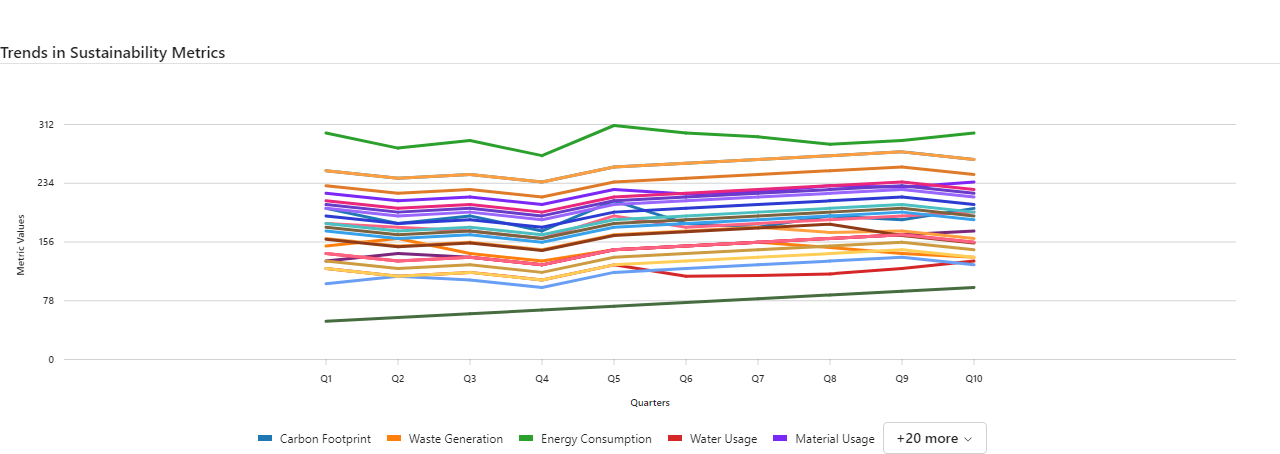 Trends in Sustainability Metrics
312
234
156
78
0
Metric Values
Q1 Q2 Q3 Q4 Q5 Q6 Q7 Q8 Q9 Q10
Quarters
Carbon Footprint Waste Generation Energy Consumption Water Usage Material Usage +20 more